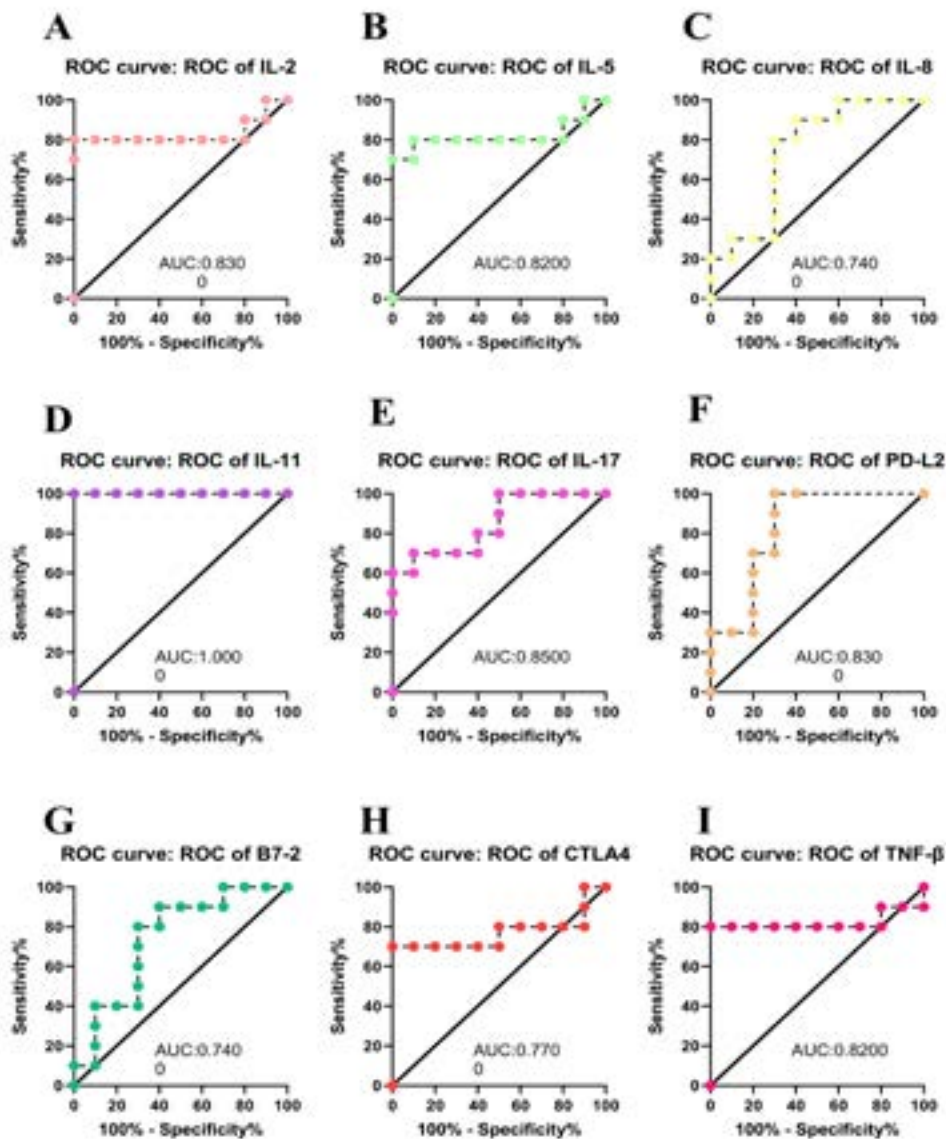 A
B
C
ROC curve: ROC of IL-2
ROC curve: ROC of IL-5
ROC curve: ROC of IL-8
100
80
60
40
20
0
Sensitivity%
AUC:0.830
0
0 20 40 60 80 100
100% - Specificity%
100
80
60
40
20
0
Sensitivity%
AUC:0.8200
0 20 40 60 80 100
100% - Specificity%
100
80
60
40
20
0
Sensitivity%
AUC:0.740
0
0 20 40 60 80 100
100% - Specificity%
D
E
F
ROC curve: ROC of IL-11
ROC curve: ROC of IL-17
ROC curve: ROC of PD-L2
100
80
60
40
20
0
Sensitivity%
AUC:1.000
0
0 20 40 60 80 100
100% - Specificity%
100
80
60
40
20
0
Sensitivity%
AUC:0.8500
0 20 40 60 80 100
100% - Specificity%
100
80
60
40
20
0
Sensitivity%
AUC:0.830
0
0 20 40 60 80 100
100% - Specificity%
G
H
I
ROC curve: ROC of B7-2
ROC curve: ROC of CTLA4
ROC curve: ROC of TNF-β
100
80
60
40
20
0
Sensitivity%
AUC:0.740
0
0 20 40 60 80 100
100% - Specificity%
100
80
60
40
20
0
Sensitivity%
AUC:0.770
0
0 20 40 60 80 100
100% - Specificity%
100
80
60
40
20
0
Sensitivity%
AUC:0.8200
0 20 40 60 80 100
100% - Specificity%